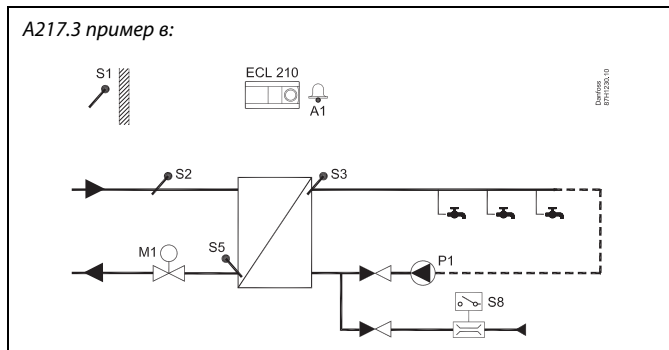 A217.3 пример в:
S1
ECL 210
A1
Danfoss
87H1230.10
S2
S3
M1
S5
P1
S8